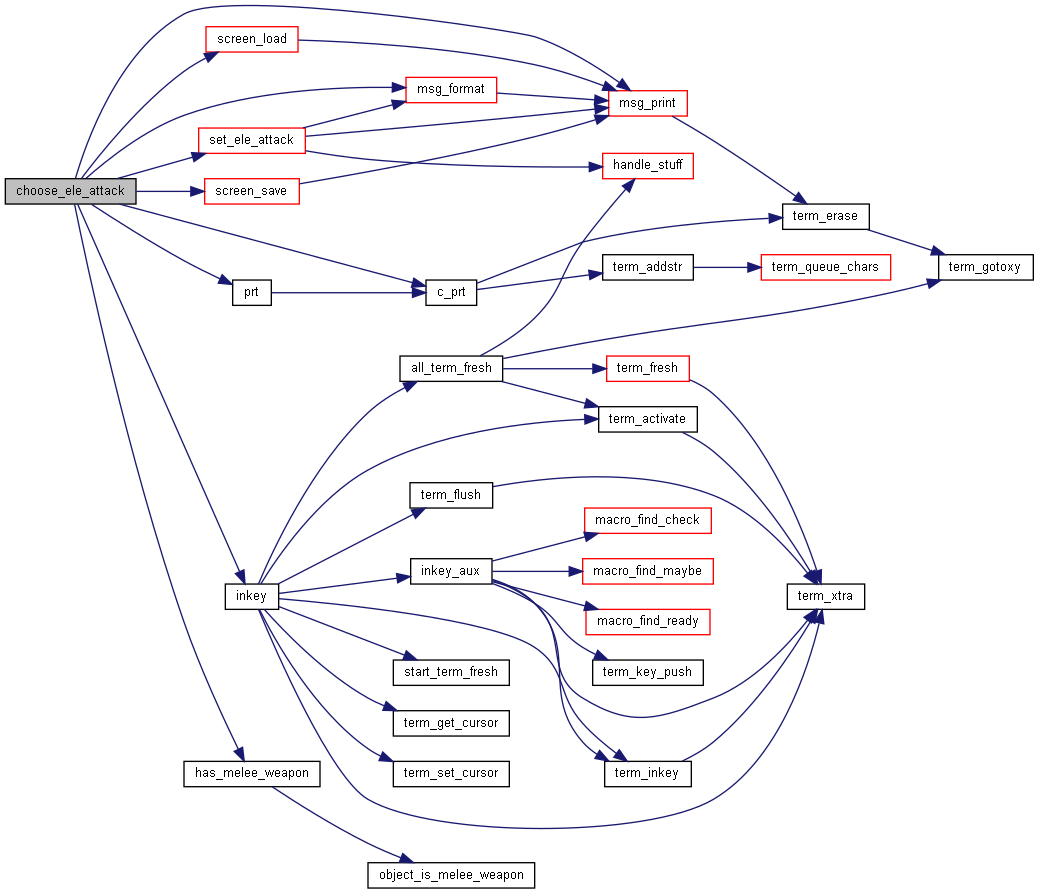 screen_load
msg_format
msg_print
set_ele_attack
handle_stuff
choose_ele_attack
screen_save
term_erase
term_addstr
term_queue_chars
term_gotoxy
prt
c_prt
all_term_fresh
term_fresh
term_activate
term_flush
macro_find_check
inkey_aux
macro_find_maybe
inkey
term_xtra
macro_find_ready
start_term_fresh
term_key_push
term_get_cursor
has_melee_weapon
term_set_cursor
term_inkey
object_is_melee_weapon